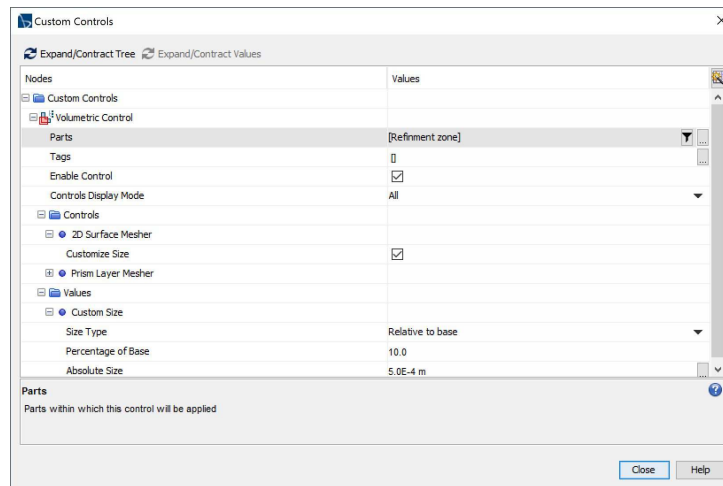 Custom Controls
Expand/Contract Tree Expand/Contract Values
Nodes Values
Custom Controls
Volumetric Control
Parts [Refinment zone] ...
Tags [] ...
Enable Control
Controls Display Mode All
Controls
2D Surface Mesher
Customize Size
Prism Layer Mesher
Values
Custom Size
Size Type Relative to base
Percentage of Base 10.0
Absolute Size 5.0E-4 m ...
Parts
Parts within which this control will be applied
Close Help